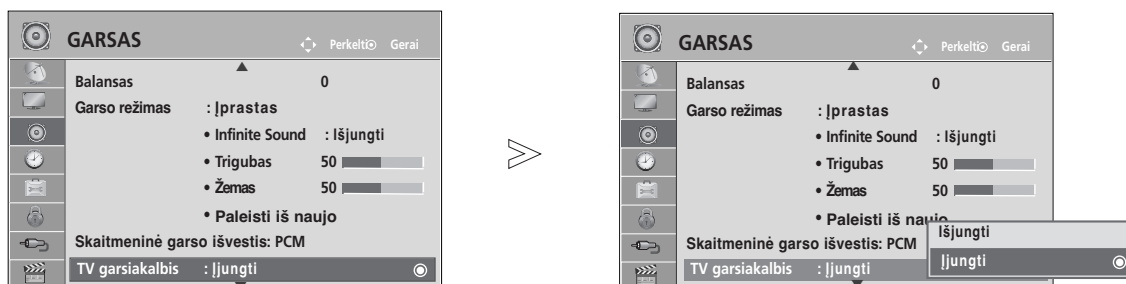 GARSAS
Perkelti Gerai
Balansas 0
Garso režimas : Įprastas
• Infinite Sound : Išjungti
• Trigubas 50
• Žemas 50
• Paleisti iš naujo
Skaitmeninė garso išvestis: PCM
TV garsiakalbis : Įjungti
GARSAS
Perkelti Gerai
Balansas 0
Garso režimas : Įprastas
• Infinite Sound : Išjungti
• Trigubas 50
• Žemas 50
• Paleisti iš naujo
Skaitmeninė garso išvestis: PCM
TV garsiakalbis : Įjungti
Išjungti
Įjungti